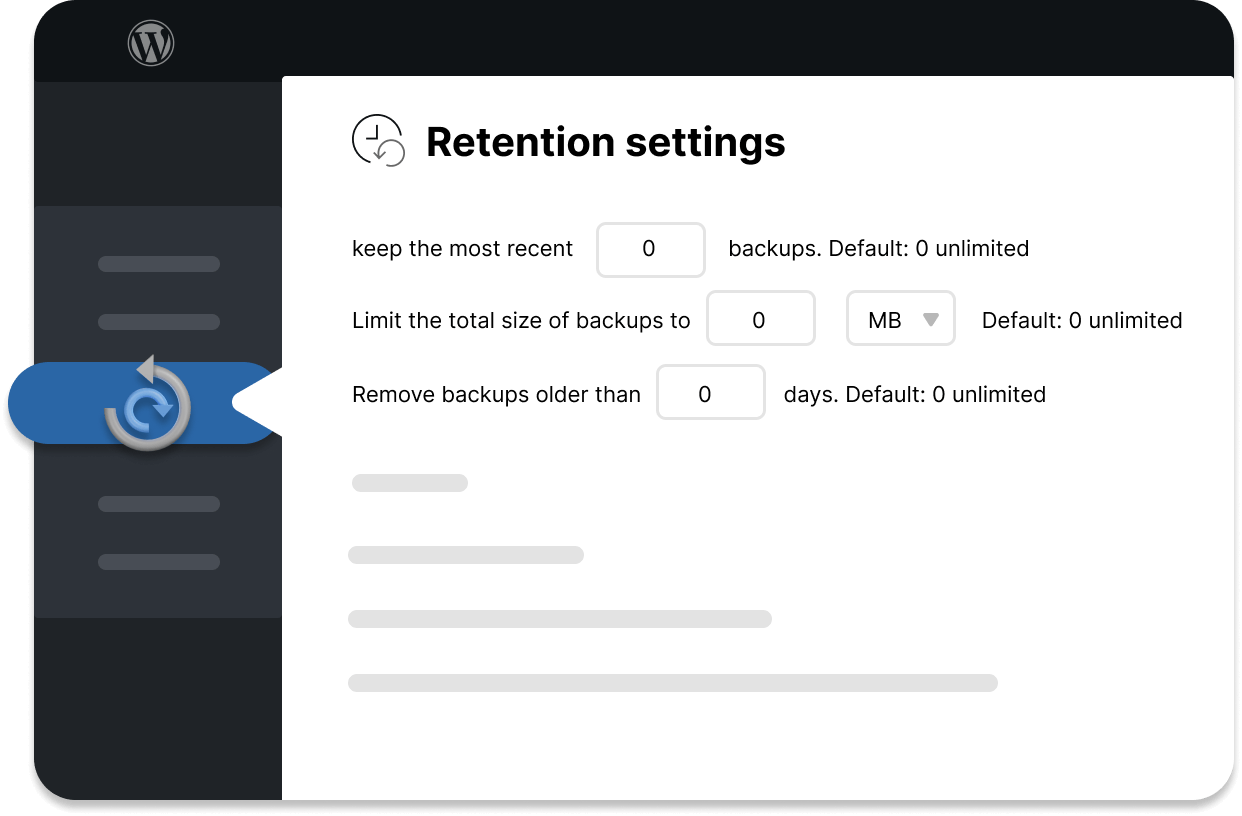 Retention settings
keep the most recent 0 backups. Default: 0 unlimited
Limit the total size of backups to 0 MB Default: 0 unlimited
Remove backups older than 0 days. Default: 0 unlimited